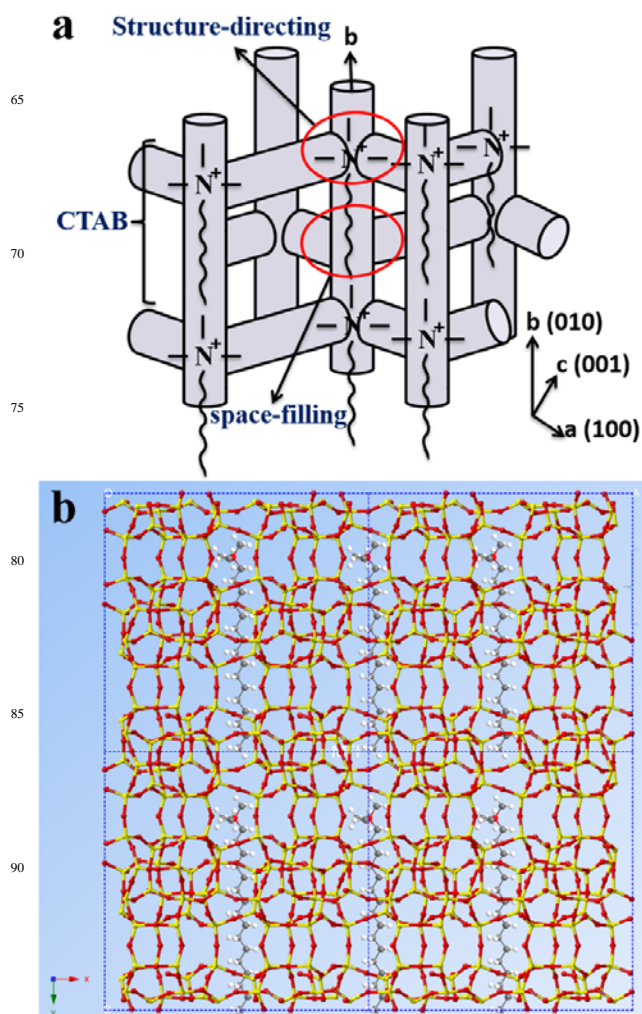 a
Structure-directing
b
65
N+
N+
N+
N+
CTAB
70
N+
N+
N+
b (010)
c (001)
a (100)
75
space-filling
b
80
85
90
x